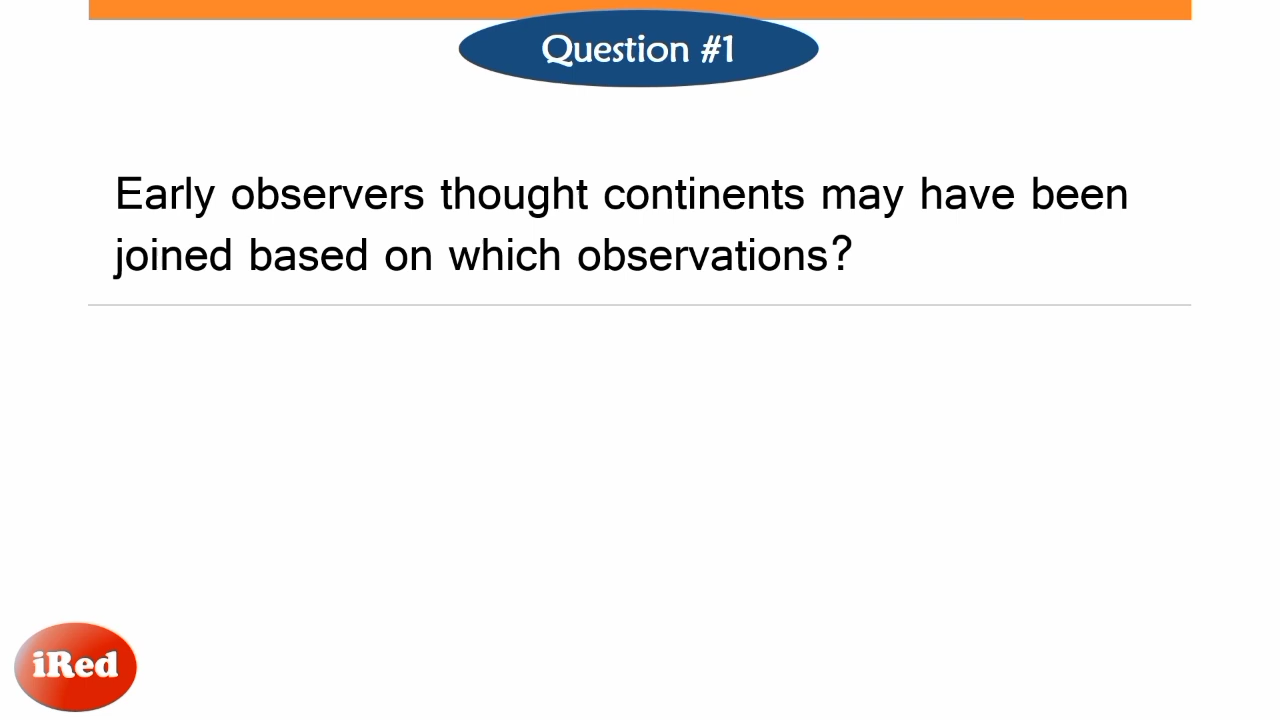 Question #1
Early observers thought continents may have been
joined based on which observations?
iRed